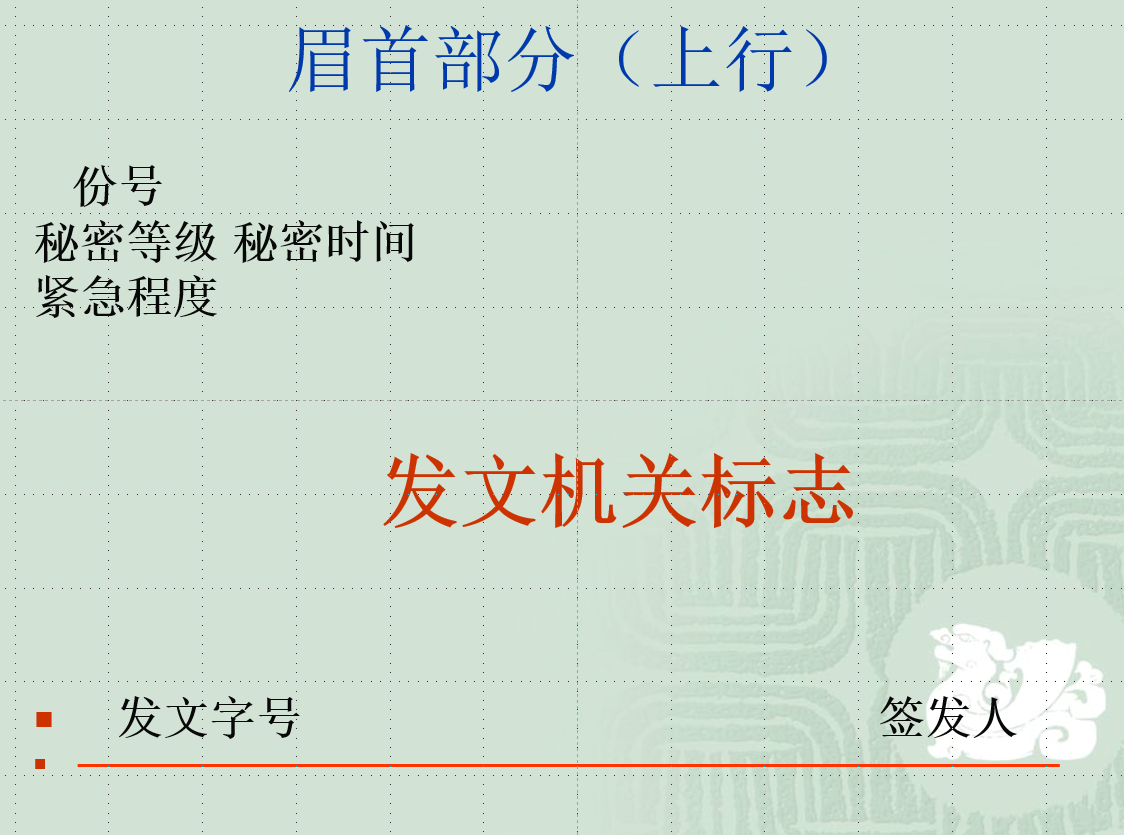 眉首部分（上行）
份号
秘密等级 秘密时间
紧急程度
发文机关标志
发文字号 签发人